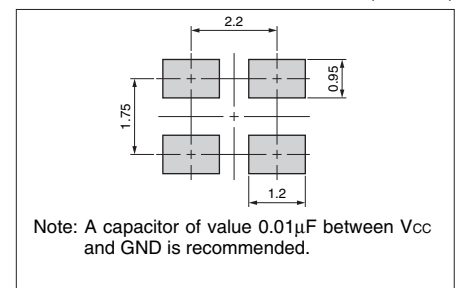 2.2
0.95
1.75
1.2
Note: A capacitor of value 0.01μF between Vcc
and GND is recommended.